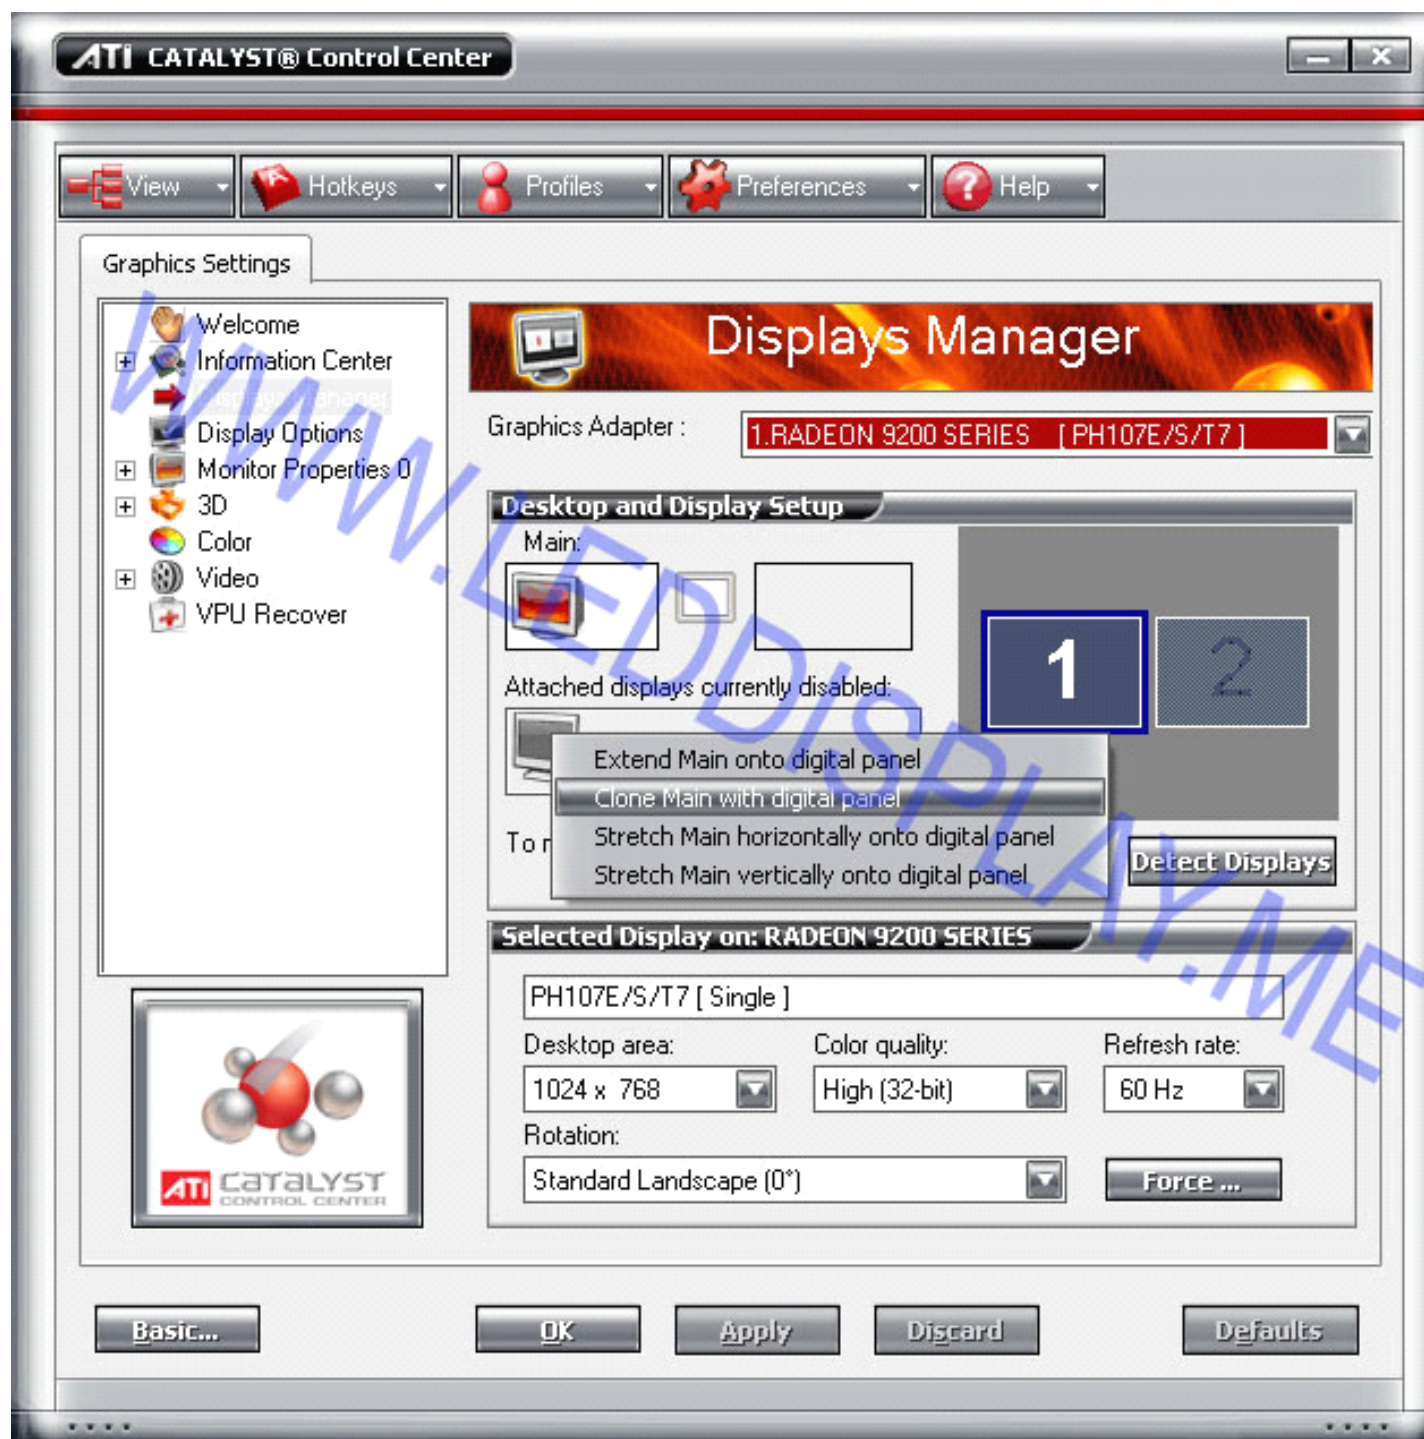 ATI CATALYST® Control Center
View Hotkeys Profiles Preferences ? Help
Graphics Settings
Welcome
Information Center
Displays Manager
Display Options
Monitor Properties 0
3D
Color
Video
VPU Recover
Displays Manager
Graphics Adapter :
1.RADEON 9200 SERIES [ PH107E/S/T7 ]
Desktop and Display Setup
Main:
1 2
Attached displays currently disabled:
Extend Main onto digital panel
Clone Main with digital panel
Stretch Main horizontally onto digital panel
Stretch Main vertically onto digital panel
To
Detect Displays
Selected Display on: RADEON 9200 SERIES
PH107E/S/T7 [ Single ]
Desktop area: Color quality: Refresh rate:
1024 x 768 High (32-bit) 60 Hz
Rotation:
Standard Landscape (0°) Force ...
ATI CATALYST
CONTROL CENTER
Basic... OK Apply Discard Defaults
WWW.LEDDISPLAY.ME